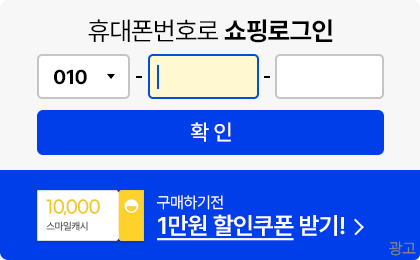 휴대폰번호로 쇼핑로그인
010 - -
확인
10,000
스마일캐시
구매하기전
1만원 할인쿠폰 받기!
광고